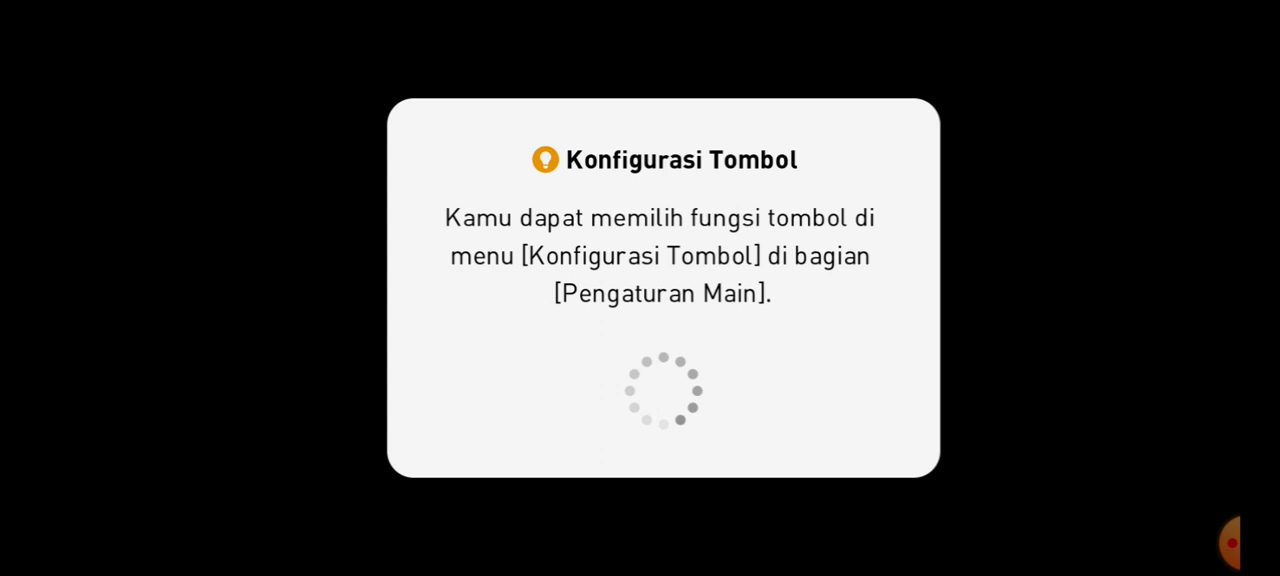 Konfigurasi Tombol
Kamu dapat memilih fungsi tombol di
menu [Konfigurasi Tombol] di bagian
[Pengaturan Main].